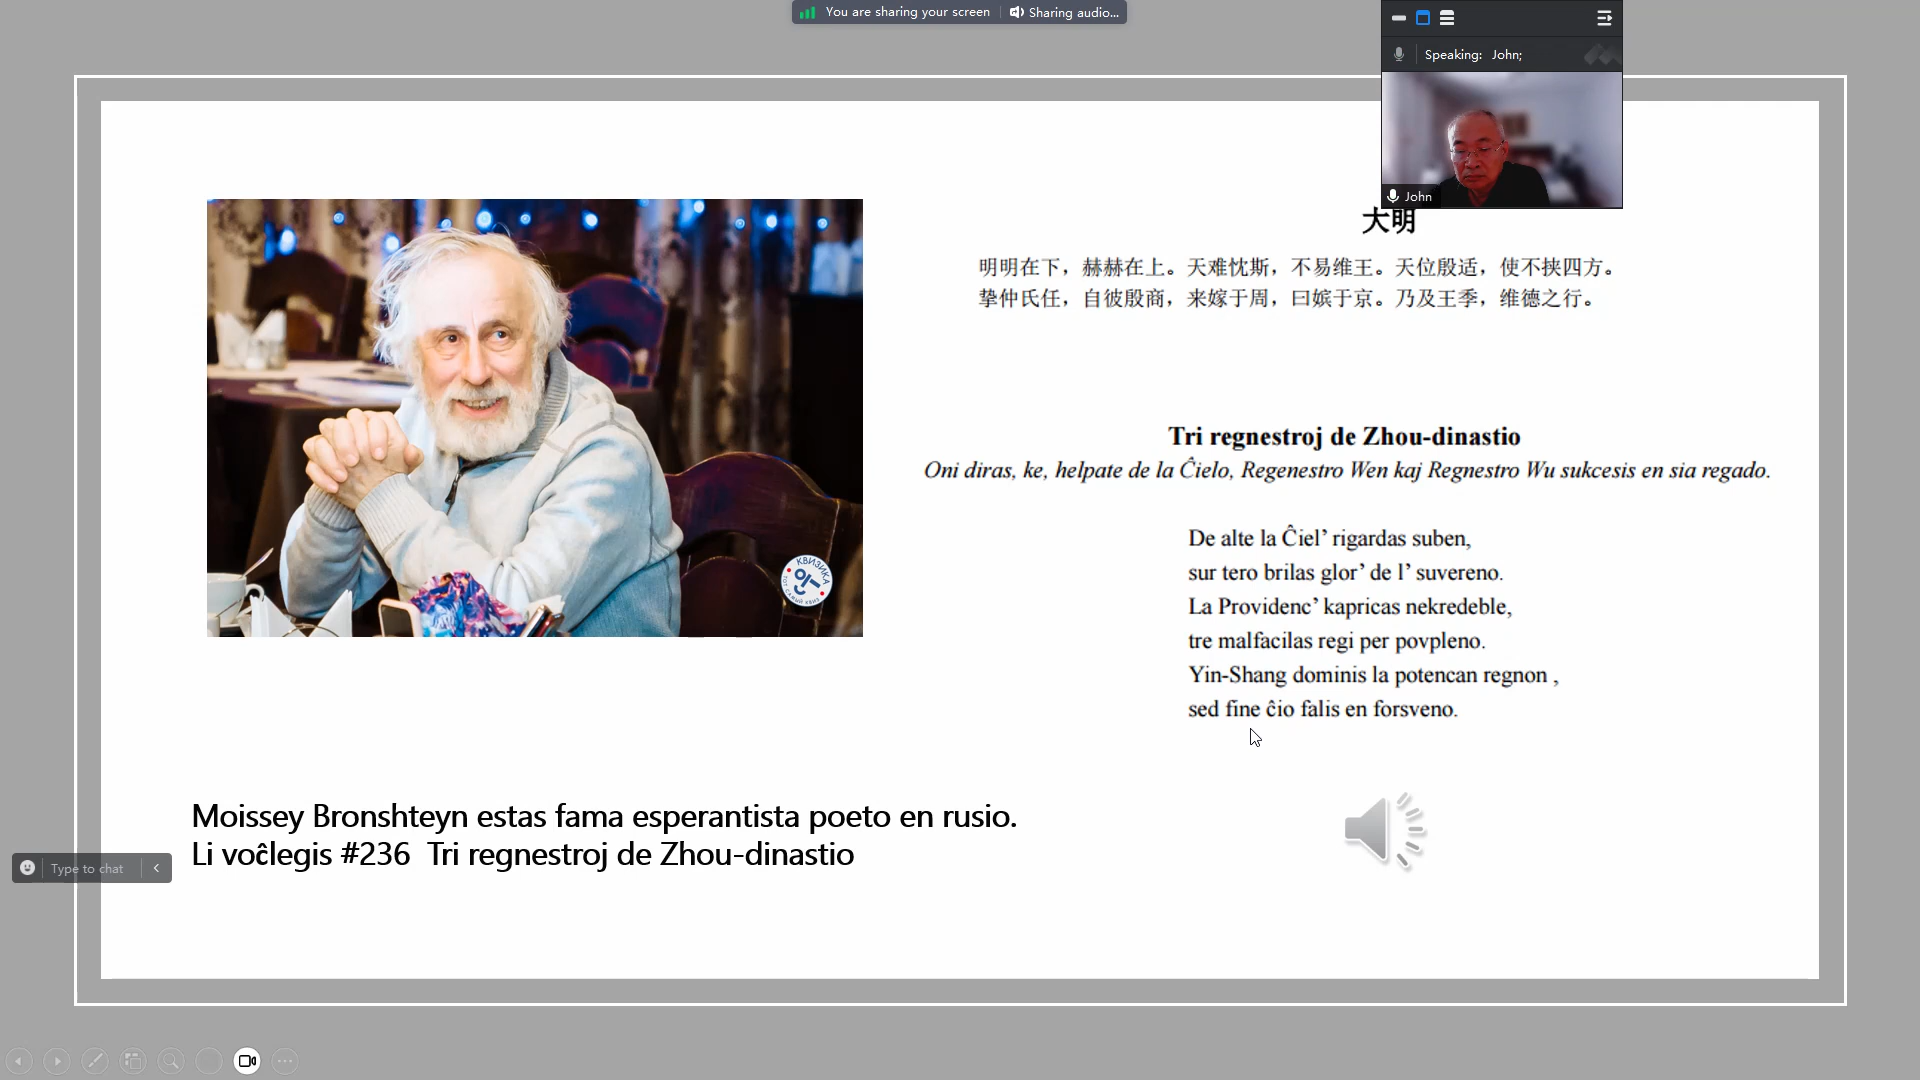 You are sharing your screen
Sharing audio...
Speaking: John;
John
大明
明明在下，赫赫在上。天难忱斯，不易维王。天位殷适，使不挟四方。
挚仲氏任，自彼殷商，来嫁于周，曰嫔于京。乃及王季，维德之行。
Tri regnestroj de Zhou-dinastio
Oni diras, ke, helpate de la Ĉielo, Regenestro Wen kaj Regnestro Wu sukcesis en sia regado.
De alte la Ĉiel’ rigardas suben,
sur tero brilas glor’ de l’ suvereno.
La Providenc’ kapricas nekredeble,
tre malfacilas regi per povpleno.
Yin-Shang dominis la potencan regnon ,
sed fine ĉio falis en forsveno.
КВИЗИКА
Moissey Bronshteyn estas fama esperantista poeto en rusio.
Li voĉlegis #236 Tri regnestroj de Zhou-dinastio
Type to chat